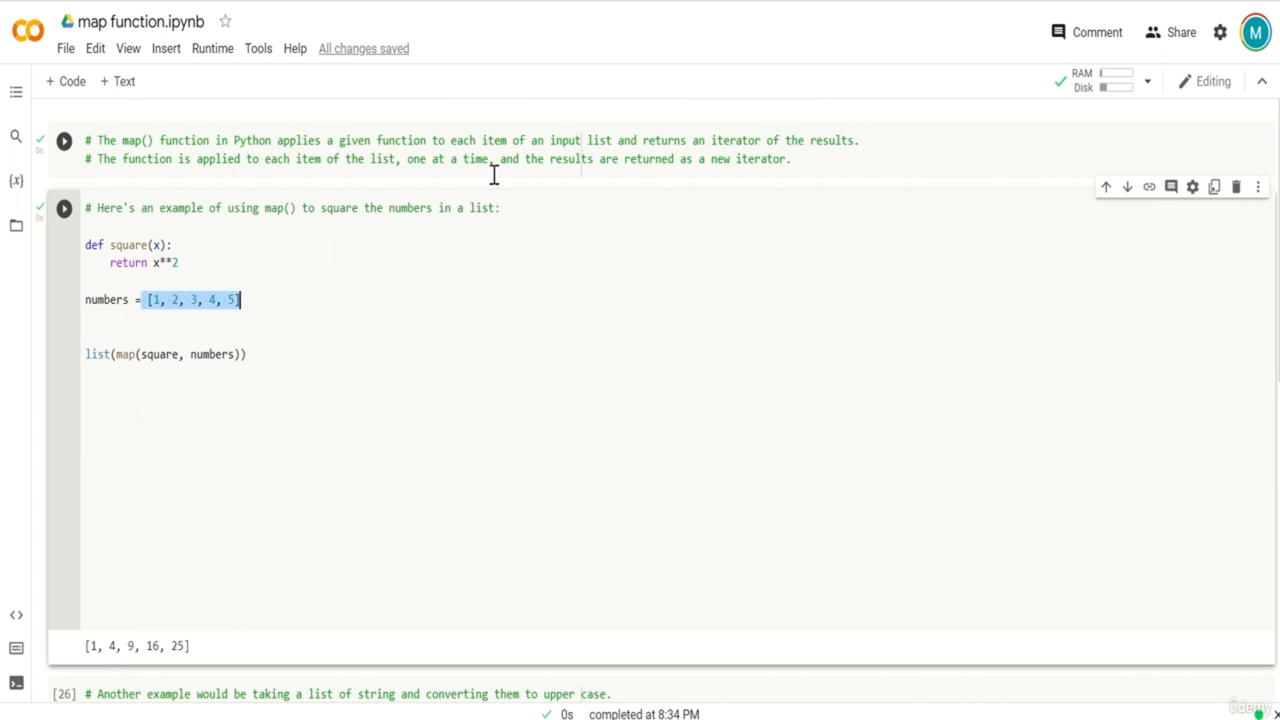 map function.ipynb
File Edit View Insert Runtime Tools Help All changes saved
Comment Share M
+ Code + Text
RAM
Disk
Editing
# The map() function in Python applies a given function to each item of an input list and returns an iterator of the results.
# The function is applied to each item of the list, one at a time, and the results are returned as a new iterator.
0s
{x}
0s
# Here's an example of using map() to square the numbers in a list:
def square(x):
return x**2
numbers = [1, 2, 3, 4, 5]
list(map(square, numbers))
[1, 4, 9, 16, 25]
[26] # Another example would be taking a list of string and converting them to upper case.
0s completed at 8:34 PM
Udemy